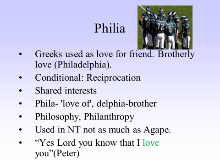 Philia
• Greeks used as love for friend. Brotherly
love (Philadelphia).
• Conditional: Reciprocation
• Shared interests
• Phila- 'love of', delphia-brother
• Philosophy, Philanthropy
• Used in NT not as much as Agape.
• “Yes Lord you know that I love
you”(Peter)